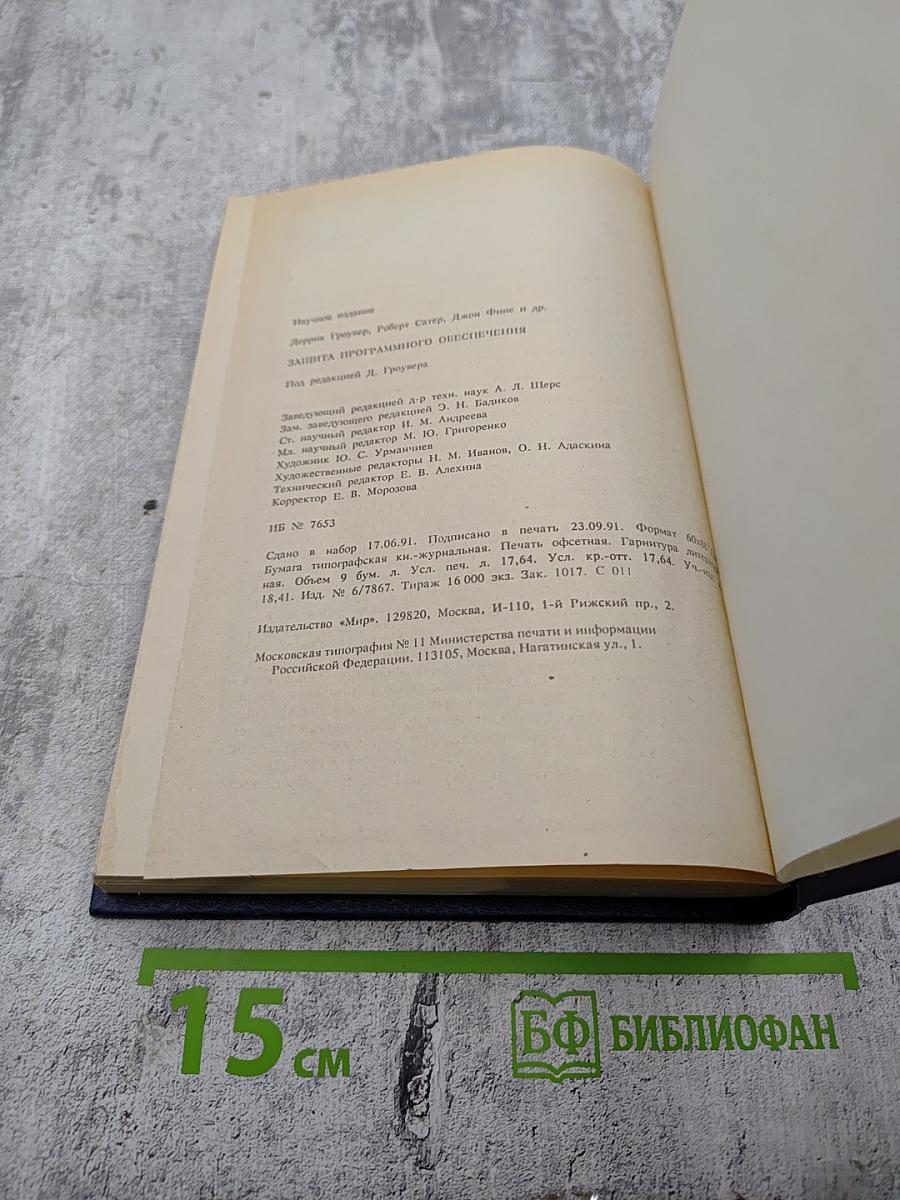 Научное издание
Деррик Гроувер, Роберт Сатер, Джон Фипс и др.
ЗАЩИТА ПРОГРАММНОГО ОБЕСПЕЧЕНИЯ
Под редакцией Д. Гроувера
Заведующий редакцией д-р техн. наук А. Л. Щерс
Зам. заведующего редакцией Э. Н. Бадиков
Ст. научный редактор И. М. Андреева
Мл. научный редактор М. Ю. Григоренко
Художник Ю. С. Урманчиев
Художественные редакторы Н. М. Иванов, О. Н. Адаскина
Технический редактор Е. В. Алехина
Корректор Е. В. Морозова
ИБ № 7653
Сдано в набор 17.06.91. Подписано в печать 23.09.91. Формат
Бумага типографская кн.-журнальная. Печать офсетная. Гарнитура
ная. Объем 9 бум. л. Усл. печ. л. 17,64. Усл. кр.-отт. 17,64.
18,41. Изд. № 6/7867. Тираж 16 000 экз. Зак. 1017. С 011
Издательство «Мир». 129820, Москва, И-110, 1-й Рижский пр., 2.
Московская типография № 11 Министерства печати и информации
Российской Федерации. 113105, Москва, Нагатинская ул., 1.
15 см
БФ БИБЛИОФАН